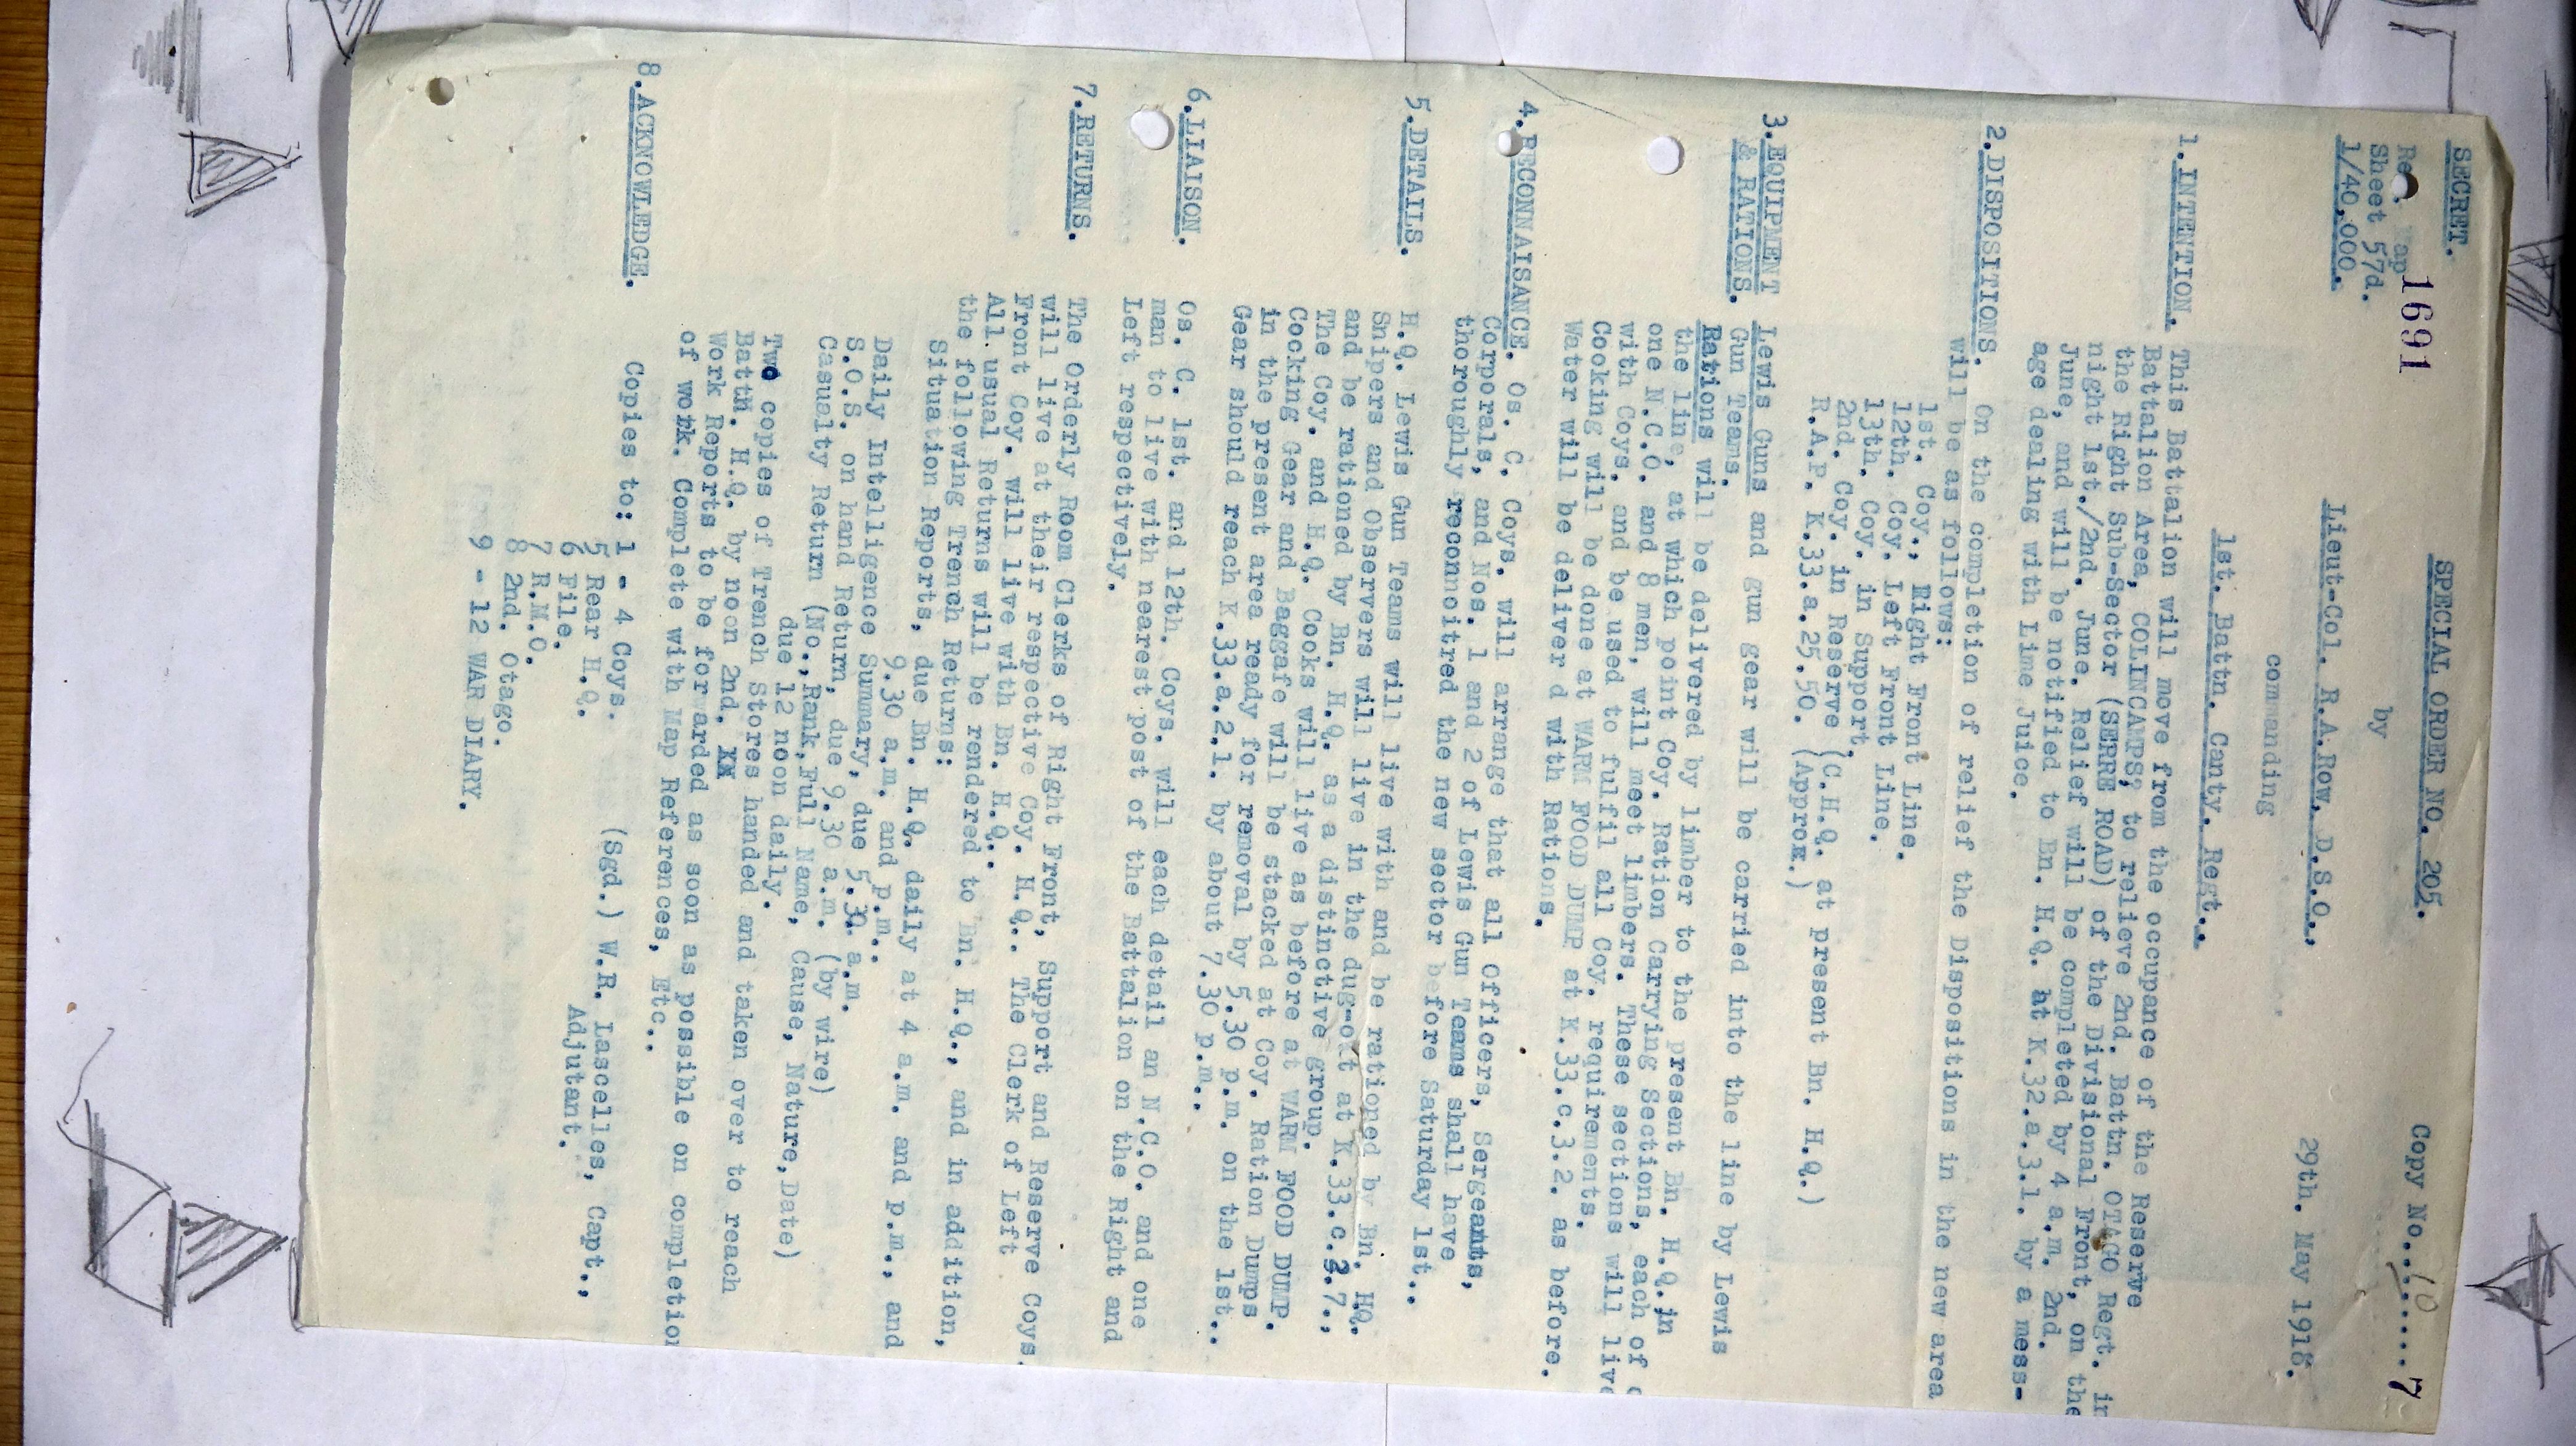 SECRET.
SPECIAL ORDER NO. 205.
Copy No. 10 7
1691
Sheet 57d.
1/40,000.
by
Lieut-Col. R.A.Row, D.S.O.,
29th. May 1918.
commanding
1st. Battn. Canty. Regt..
1.INTENTION. This Battalion will move from the occupance of the Reserve
Battalion Area, COLINCAMPS, to relieve 2nd. Battn. OTAGO Regt. in
the Right Sub-Sector (SERRE ROAD) of the Divisional Front, on the
night 1st./2nd. June. Relief will be completed by 4 a.m. 2nd.
June, and will be notified to Bn. H.Q. at K.32.a.3.1. by a mess-
age dealing with Lime Juice.
2.DISPOSITIONS. On the completion of relief the Dispositions in the new area
will be as follows:
1st. Coy., Right Front Line.
12th. Coy. Left Front Line.
13th. Coy. in Support.
2nd. Coy. in Reserve (C.H.Q. at present Bn. H.Q.)
R.A.P. K.33.a.25.50. (Approx.)
3.EQUIPMENT Lewis Guns and gun gear will be carried into the line by Lewis
& RATIONS. Gun Teams.
Rations will be delivered by limber to the present Bn. H.Q. in
the line, at which point Coy. Ration Carrying Sections, each of
one N.C.O. and 8 men, will meet limbers. These sections will live
with Coys. and be used to fulfil all Coy. requirements.
Cooking will be done at WARM FOOD DUMP at K.33.c.3.2. as before.
Water will be deliver d with Rations.
4.RECONNAISANCE. Os. C. Coys. will arrange that all Officers, Sergeants,
Corporals, and Nos. 1 and 2 of Lewis Gun Teams shall have
thoroughly reconnoitred the new sector before Saturday 1st..
5.DETAILS. H.Q. Lewis Gun Teams will live with and be rationed by Bn. HQ.
Snipers and Observers will live in the dug-out at K.33.c.2.7.,
and be rationed by Bn. H.Q. as a distinctive group.
The Coy. and H.Q. Cooks will live as before at WARM FOOD DUMP.
Cooking Gear and Baggafe will be stacked at Coy. Ration Dumps
in the present area ready for removal by 5.30 p.m. on the 1st..
Gear should reach K.33.a.2.1. by about 7.30 p.m..
6.LIAISON. Os. C. 1st. and 12th. Coys. will each detail an N.C.O. and one
man to live with nearest post of the Battalion on the Right and
Left respectively.
7.RETURNS. The Orderly Room Clerks of Right Front, Support and Reserve Coys.
will live at their respective Coy. H.Q.. The Clerk of Left
Front Coy. will live with Bn. H.Q..
All usual Returns will be rendered to Bn. H.Q., and in addition,
the following Trench Returns:
Situation Reports, due Bn. H.Q. daily at 4 a.m. and p.m., and
9.30 a.m. and p.m..
Daily Intelligence Summary, due 5.30 a.m.
S.O.S. on hand Return, due 9.30 a.m. (by wire)
Casualty Return (No., Rank, Full Name, Cause, Nature, Date)
due 12 noon daily.
Two copies of Trench Stores handed and taken over to reach
Battn. H.Q. by noon 2nd.
Work Reports to be for arded as soon as possible on completion
of work. Complete with Map References, Etc..
8.ACKNOWLEDGE.
(Sgd.) W.R. Lascelles, Capt.,
Adjutant.
Copies to: 1 - 4 Coys.
5 Rear H.Q.
6 File.
7 R.M.O.
8 2nd. Otago.
9 - 12 WAR DIARY.